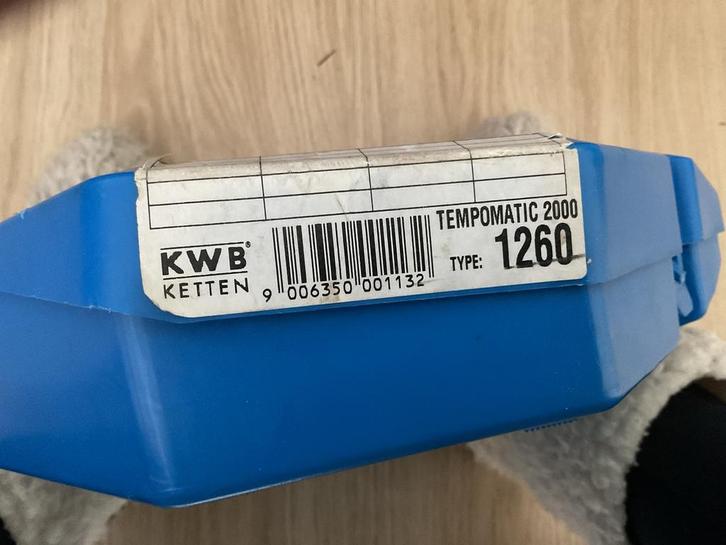 TEMPOMATIC 2000
KWB®
KETTEN
TYPE: 1260
9 006350 001132